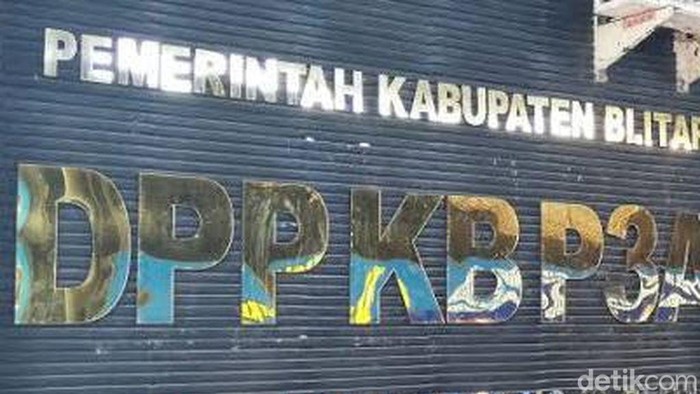 PEMERINTAH KABUPATEN BLITAR
DPPKBP3A
detikcom